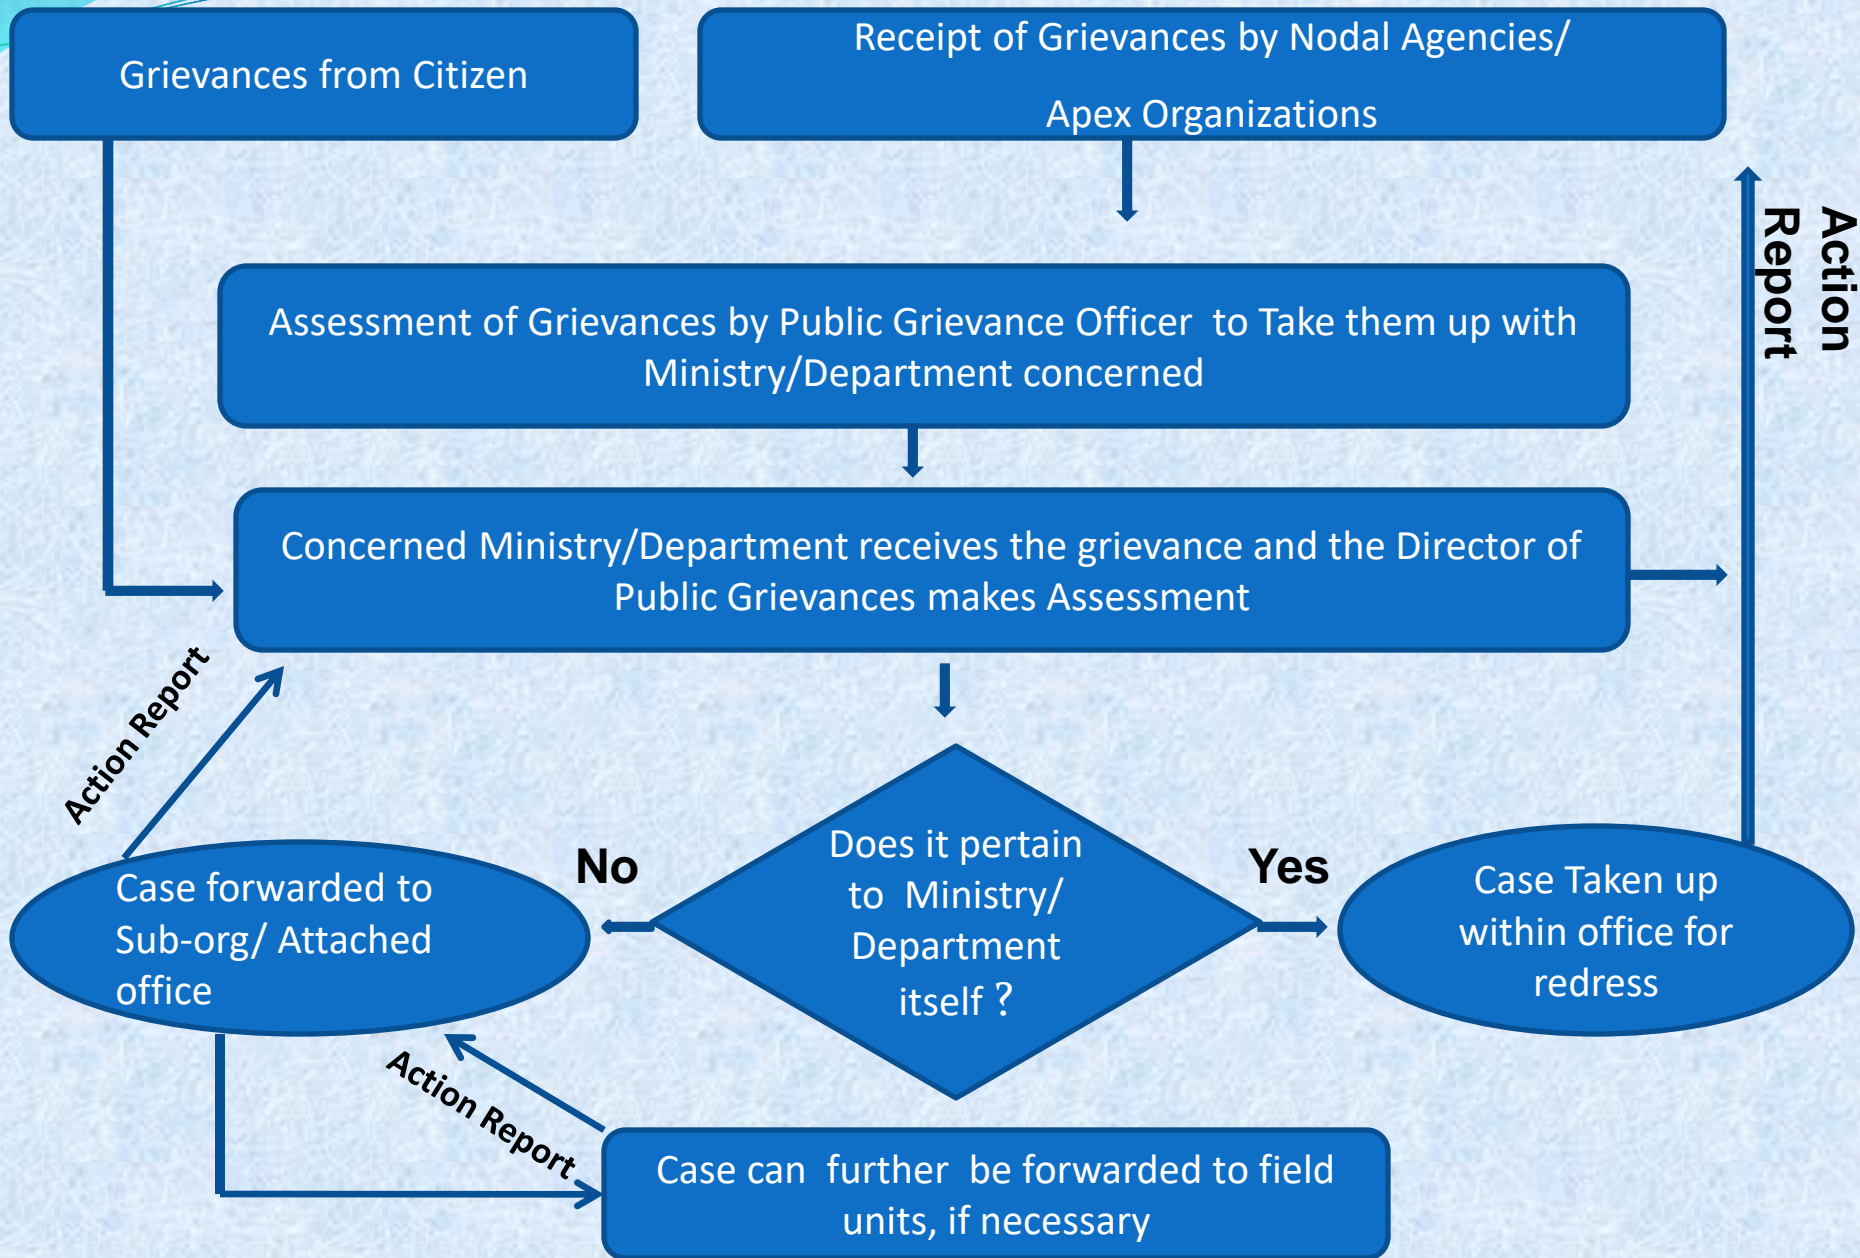 Grievances from Citizen
Receipt of Grievances by Nodal Agencies/
Apex Organizations
Action
Report
Assessment of Grievances by Public Grievance Officer  to Take them up with
Ministry/Department concerned
Concerned Ministry/Department receives the grievance and the Director of
Public Grievances makes Assessment
Action Report
No
Does it pertain
to  Ministry/
Department
itself ?
Yes
Case forwarded to
Sub-org/ Attached
office
Case Taken up
within office for
redress
Action Report
Case can  further  be forwarded to field
units, if necessary